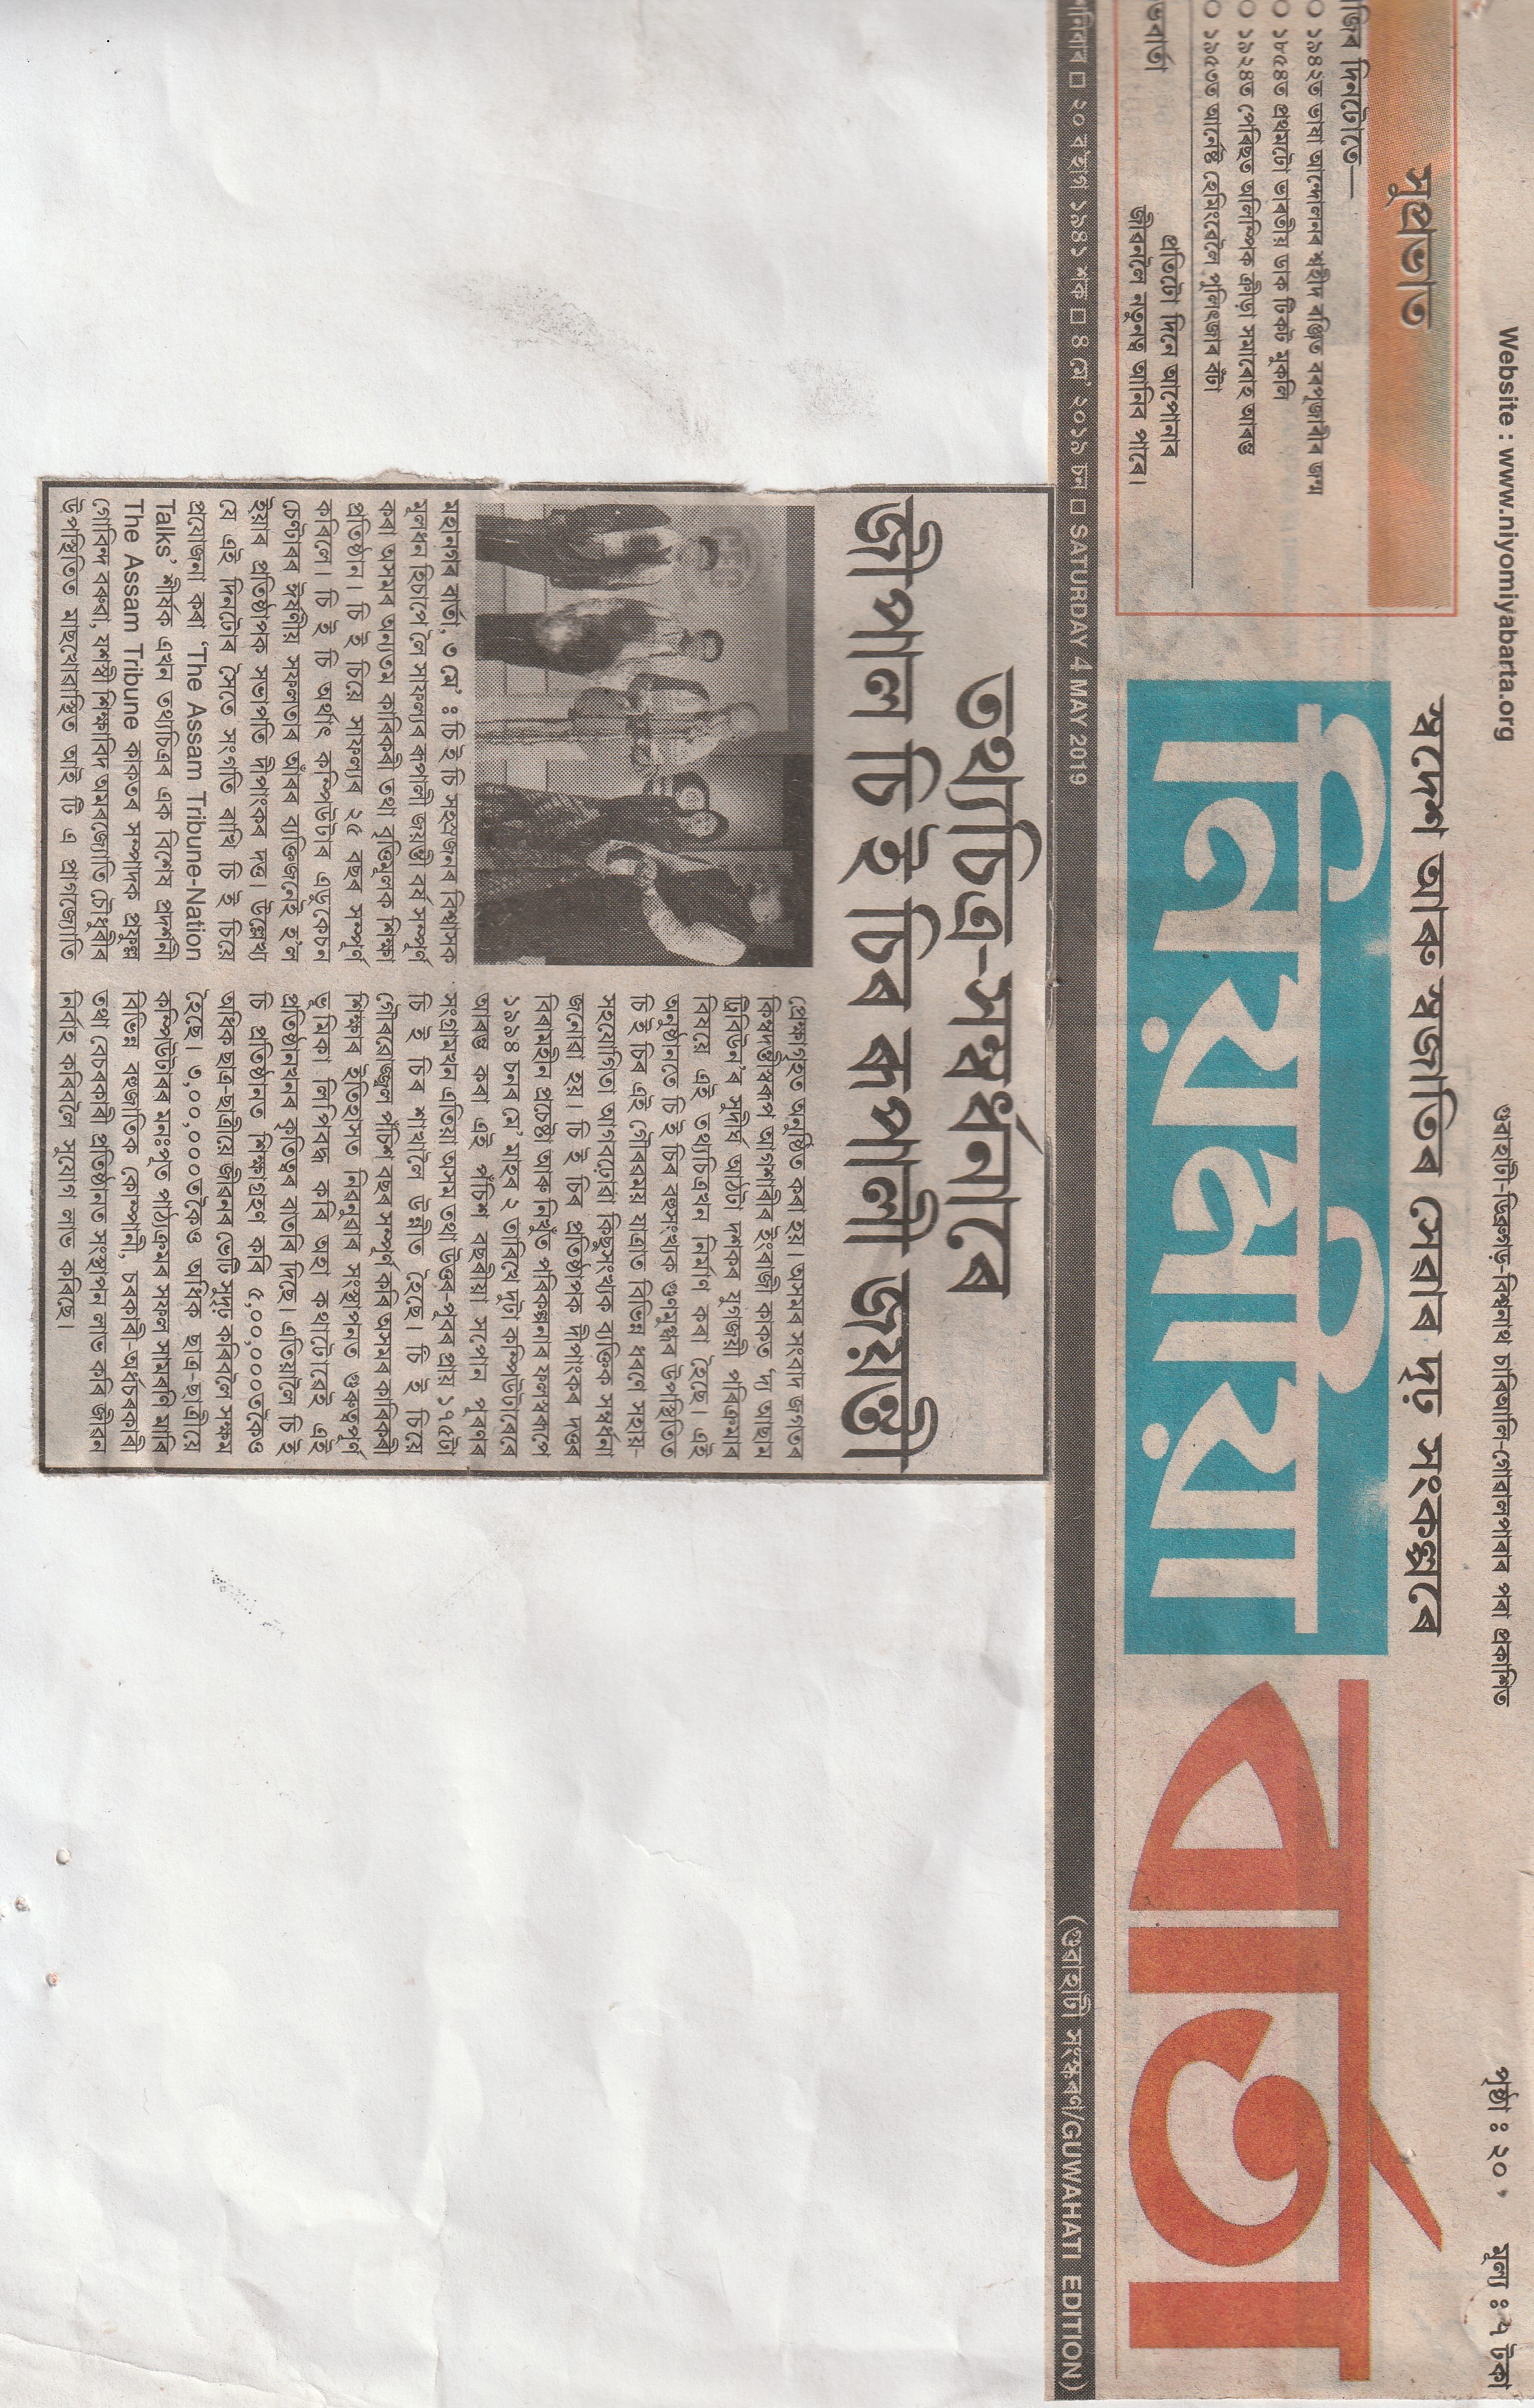 Website : www.niyomiyabarta.org
গুৱাহাটী-ডিব্ৰুগড়-বিশ্বনাথ চাৰিআলি-গোৱালপাৰাৰ পৰা প্ৰকাশিত
পৃষ্ঠা ঃ ২০
মূল্য ঃ ৭ টকা
সুপ্ৰভাত
জিৰ দিনটোতে—
১৯৪২ত ভাষা আন্দোলনৰ শ্বহীদ ৰঞ্জিত বৰপূজাৰীৰ জন্ম
১৮৫৪ত প্ৰথমটো ভাৰতীয় ডাক টিকট মুকলি
১৯২৪ত পেৰিছত অলিম্পিক ক্ৰীড়া সমাৰোহ আৰম্ভ
১৯৫৩ত আৰ্নেষ্ট হেমিংৱেলৈ পুলিৎজাৰ বঁটা
ভবাৰ্তা
প্ৰতিটো দিনে আপোনাৰ
জীৱনলৈ নতুনত্ব আনিব পাৰে।
স্বদেশ আৰু স্বজাতিৰ সেৱাৰ দৃঢ় সংকল্পৰে
নিয়মীয়া বাৰ্তা
শনিবাৰ □ ২০ ব'হাগ ১৯৪১ শক □ ৪ মে' ২০১৯ চন □ SATURDAY 4 MAY 2019
(গুৱাহাটী সংস্কৰণ/GUWAHATI EDITION)
তথ্যচিত্ৰ-সম্বৰ্ধনাৰে
জীপাল চি ই চিৰ ৰূপালী জয়ন্তী
CEC
মহানগৰ বাৰ্তা, ৩ মে' ঃ চি ই চি সহস্ৰজনৰ বিশ্বাসক
মূলধন হিচাপে লৈ সাফল্যৰ ৰূপালী জয়ন্তী বৰ্ষ সম্পূৰ্ণ
কৰা অসমৰ অন্যতম কাৰিকৰী তথা বৃত্তিমূলক শিক্ষা
প্ৰতিষ্ঠান। চি ই চিয়ে সাফল্যৰ ২৫ বছৰ সম্পূৰ্ণ
কৰিলে। চি ই চি অৰ্থাৎ কম্পিউটাৰ এডুকেচন
চেণ্টাৰৰ ঈৰ্ষণীয় সফলতাৰ আঁৰৰ ব্যক্তিজনেই হ'ল
ইয়াৰ প্ৰতিষ্ঠাপক সভাপতি দীপাংকৰ দত্ত। উল্লেখ্য
যে এই দিনটোৰ সৈতে সংগতি ৰাখি চি ই চিয়ে
প্ৰযোজনা কৰা ‘The Assam Tribune-Nation
Talks’ শীৰ্ষক এখন তথ্যচিত্ৰৰ এক বিশেষ প্ৰদৰ্শনী
The Assam Tribune কাকতৰ সম্পাদক প্ৰফুল্ল
গোবিন্দ বৰুৱা, যশস্বী শিক্ষাবিদ অমৰজ্যোতি চৌধুৰীৰ
উপস্থিতিত মাছখোৱাস্থিত আই টি এ প্ৰাগজ্যোতি
প্ৰেক্ষাগৃহত অনুষ্ঠিত কৰা হয়। অসমৰ সংবাদ জগতৰ
কিম্বদন্তীস্বৰূপ আগশাৰীৰ ইংৰাজী কাকত ‘দ্য আছাম
ট্ৰিবিউন’ৰ সুদীৰ্ঘ আঠটা দশকৰ যুগজয়ী পৰিক্ৰমাৰ
বিষয়ে এই তথ্যচিত্ৰখন নিৰ্মাণ কৰা হৈছে। এই
অনুষ্ঠানতে চি ই চিৰ বহুসংখ্যক গুণমুগ্ধৰ উপস্থিতিত
চি ই চিৰ এই গৌৰৱময় যাত্ৰাত বিভিন্ন ধৰণে সহায়-
সহযোগিতা আগবঢ়োৱা কিছুসংখ্যক ব্যক্তিক সম্বৰ্ধনা
জনোৱা হয়। চি ই চিৰ প্ৰতিষ্ঠাপক দীপাংকৰ দত্তৰ
বিৰামহীন প্ৰচেষ্টা আৰু নিখুঁত পৰিকল্পনাৰ ফলস্বৰূপে
১৯৯৪ চনৰ মে' মাহৰ ২ তাৰিখে দুটা কম্পিউটাৰেৰে
আৰম্ভ কৰা এই পঁচিশ বছৰীয়া সপোন পূৰণৰ
সংগ্ৰামখন এতিয়া অসম তথা উত্তৰ-পূবৰ প্ৰায় ১৭৫টা
চি ই চিৰ শাখালৈ উন্নীত হৈছে। চি ই চিয়ে
গৌৰৱোজ্জ্বল পঁচিশ বছৰ সম্পূৰ্ণ কৰি অসমৰ কাৰিকৰী
শিক্ষাৰ ইতিহাসত নিৱনুৱাৰ সংস্থাপনত গুৰুত্বপূৰ্ণ
ভূমিকা লিপিবদ্ধ কৰি অহা কথাটোৱেই এই
প্ৰতিষ্ঠানখনৰ কৃতিত্বৰ বাতৰি দিছে। এতিয়ালৈ চি ই
চি প্ৰতিষ্ঠানত শিক্ষাগ্ৰহণ কৰি ৫,০০,০০০তকৈও
অধিক ছাত্ৰ-ছাত্ৰীয়ে জীৱনৰ ভেটি সুদৃঢ় কৰিবলৈ সক্ষম
হৈছে। ৩,০০,০০০তকৈও অধিক ছাত্ৰ-ছাত্ৰীয়ে
কম্পিউটাৰৰ মনঃপূত পাঠ্যক্ৰমৰ সফল সামৰণি মাৰি
বিভিন্ন বহুজাতিক কোম্পানী, চৰকাৰী-অৰ্ধচৰকাৰী
তথা বেচৰকাৰী প্ৰতিষ্ঠানত সংস্থাপন লাভ কৰি জীৱন
নিৰ্বাহ কৰিবলৈ সুযোগ লাভ কৰিছে।